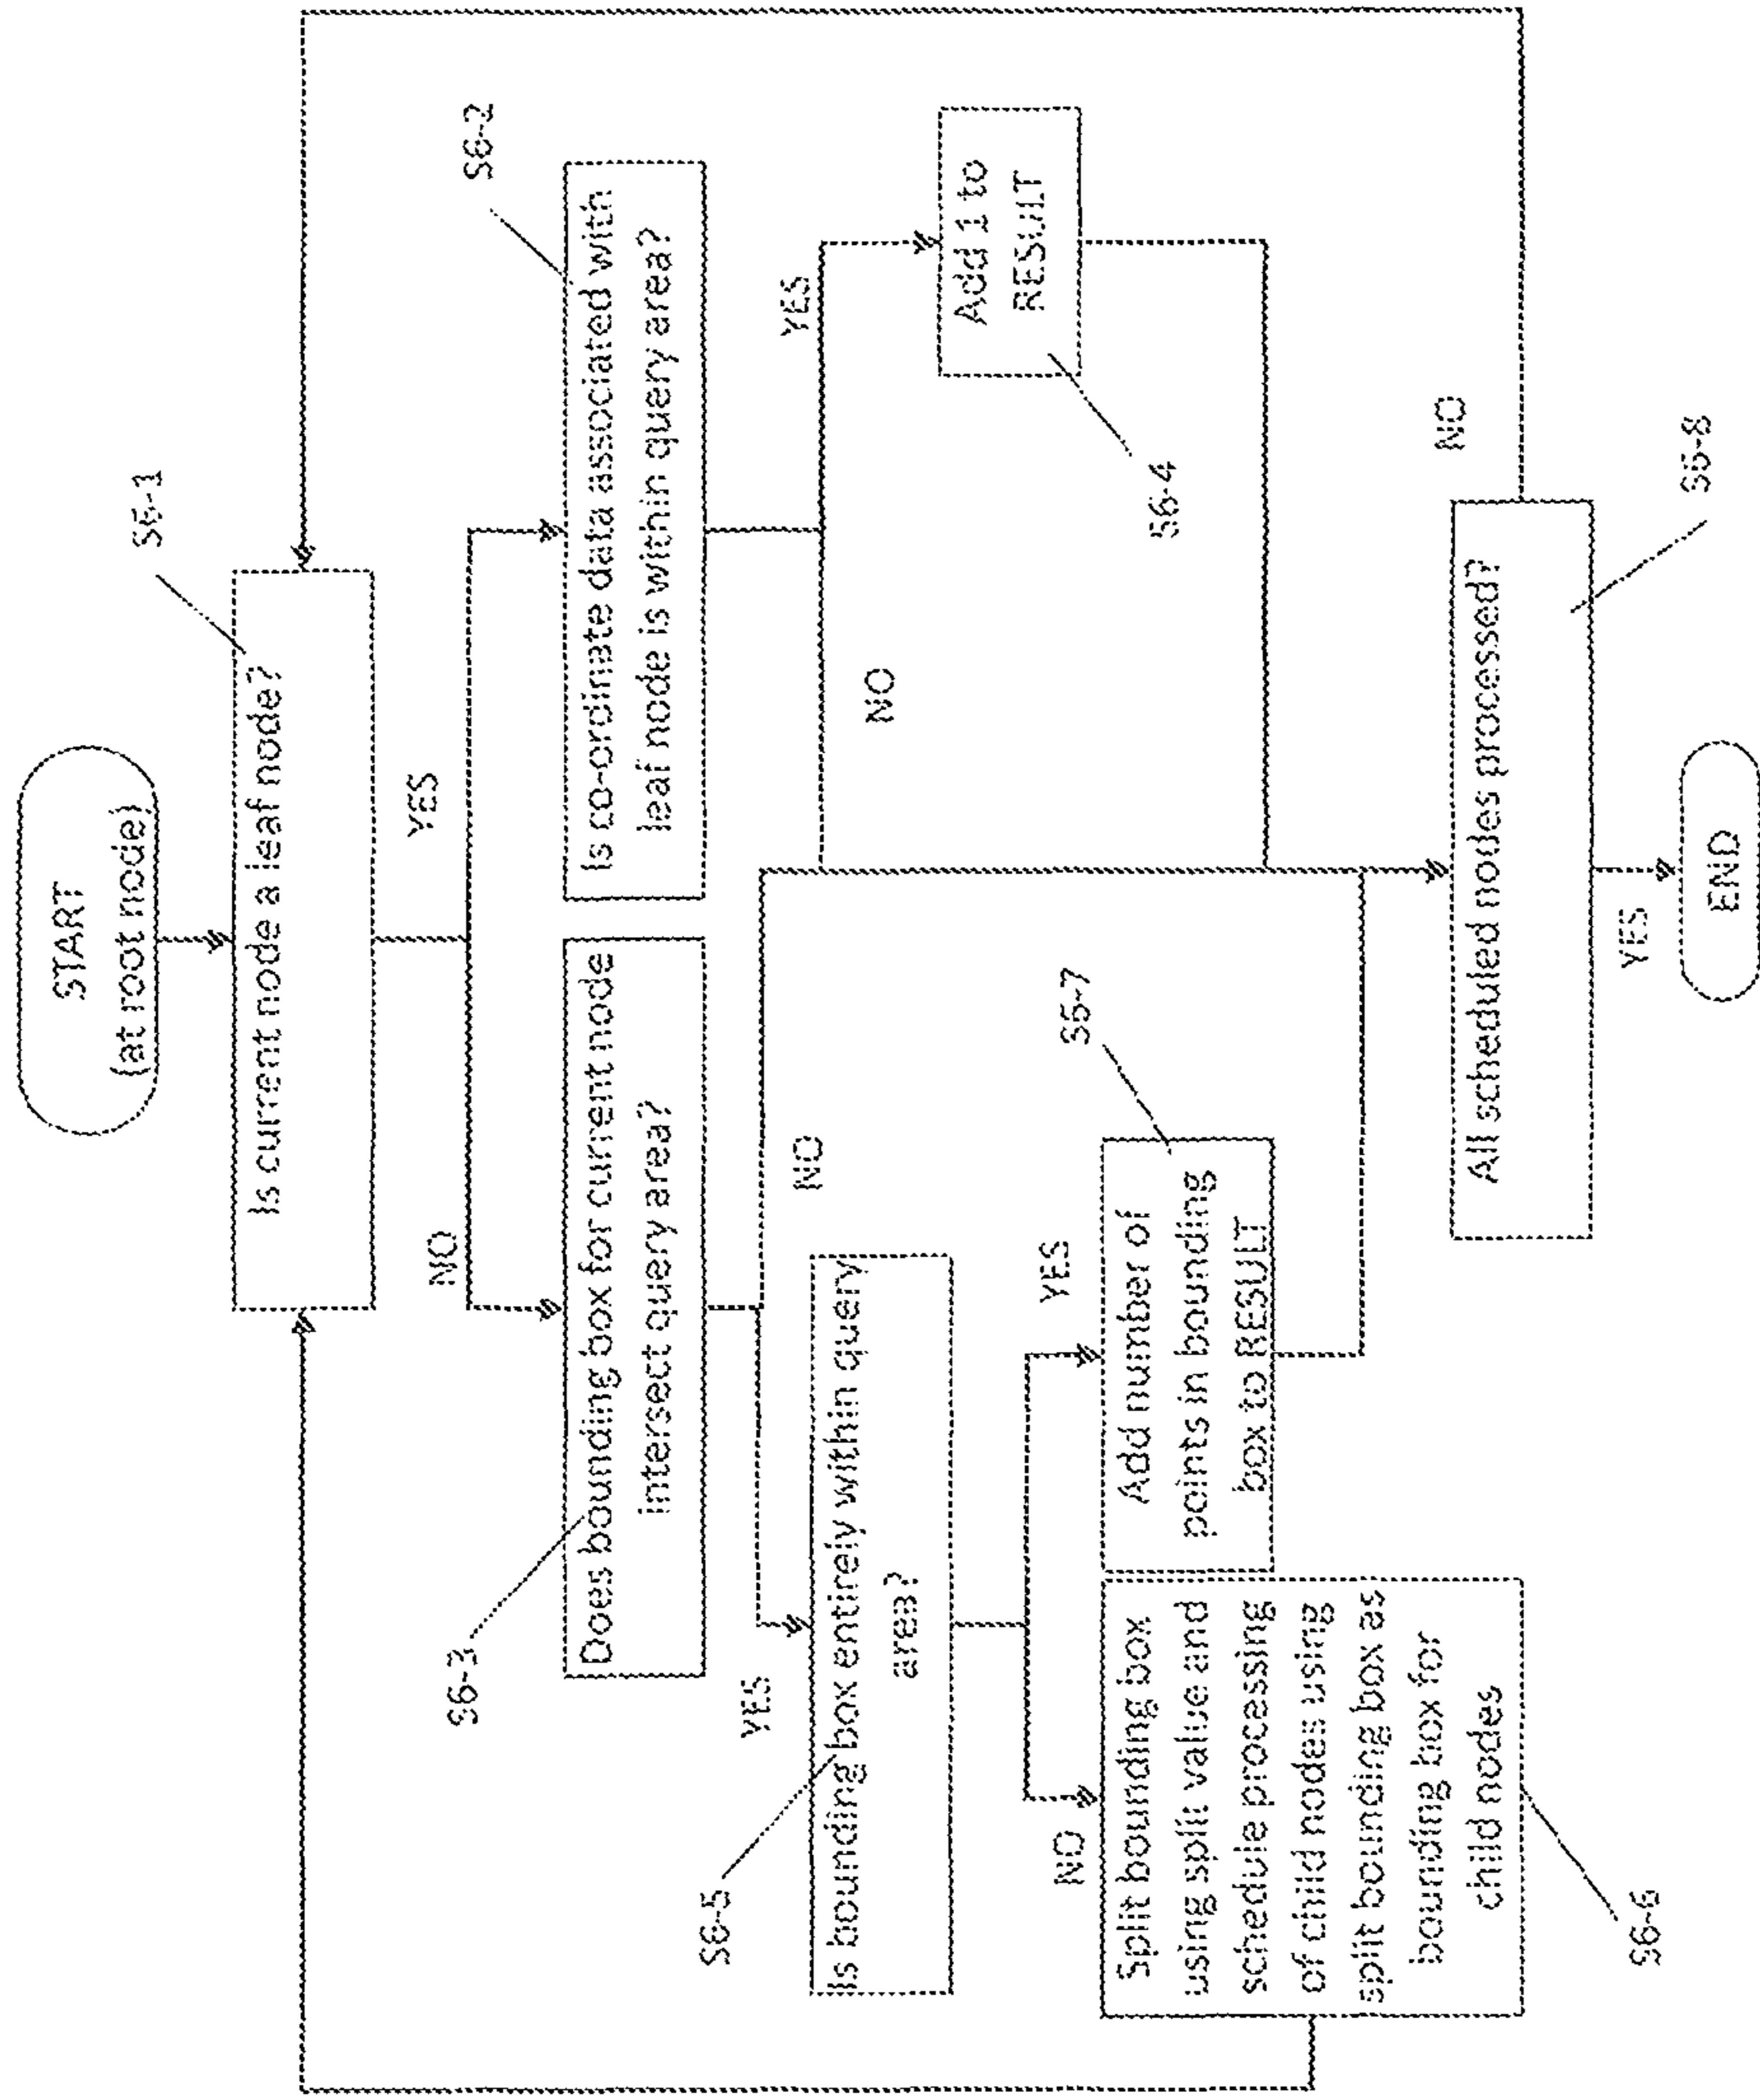 START
(at root node)
S6-1
Is current node a leaf node?
NO
YES
S6-3
Does bounding box for current node
intersect query area?
S6-2
Is co-ordinate data associated with
leaf node is within query area?
YES
NO
NO
YES
S6-5
Is bounding box entirely within query
area?
S6-4
Add 1 to
RESULT
NO
YES
S6-7
Split bounding box
using split value and
schedule processing
of child nodes using
split bounding box as
bounding box for
child nodes
S6-6
Add number of
points in bounding
box to RESULT
All scheduled nodes processed?
NO
S6-8
YES
END